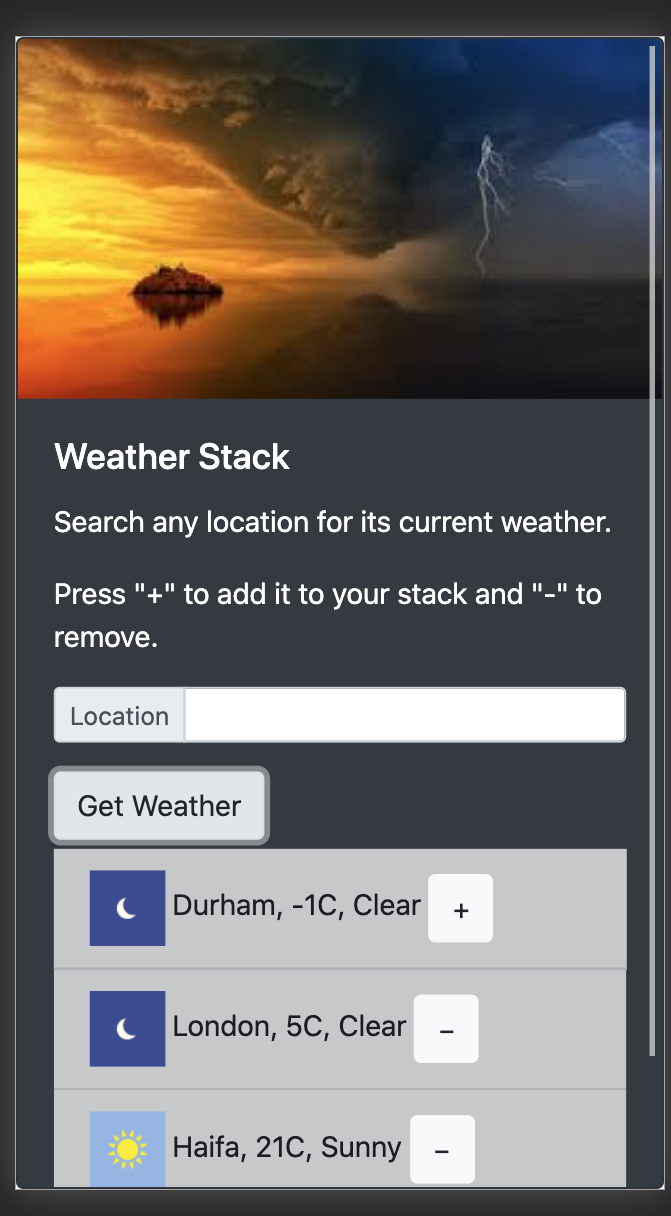 Weather Stack
Search any location for its current weather.
Press "+" to add it to your stack and "-" to
remove.
Location
Get Weather
Durham, -1C, Clear +
London, 5C, Clear −
Haifa, 21C, Sunny −